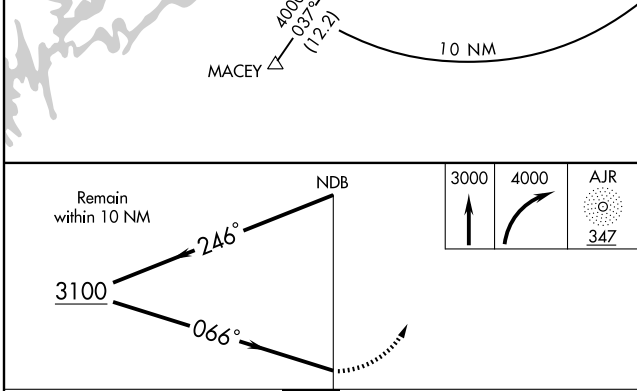 4000
037°
(12.2)
MACEY
10 NM
Remain
within 10 NM
NDB
3000
4000
AJR
347
246°
3100
066°